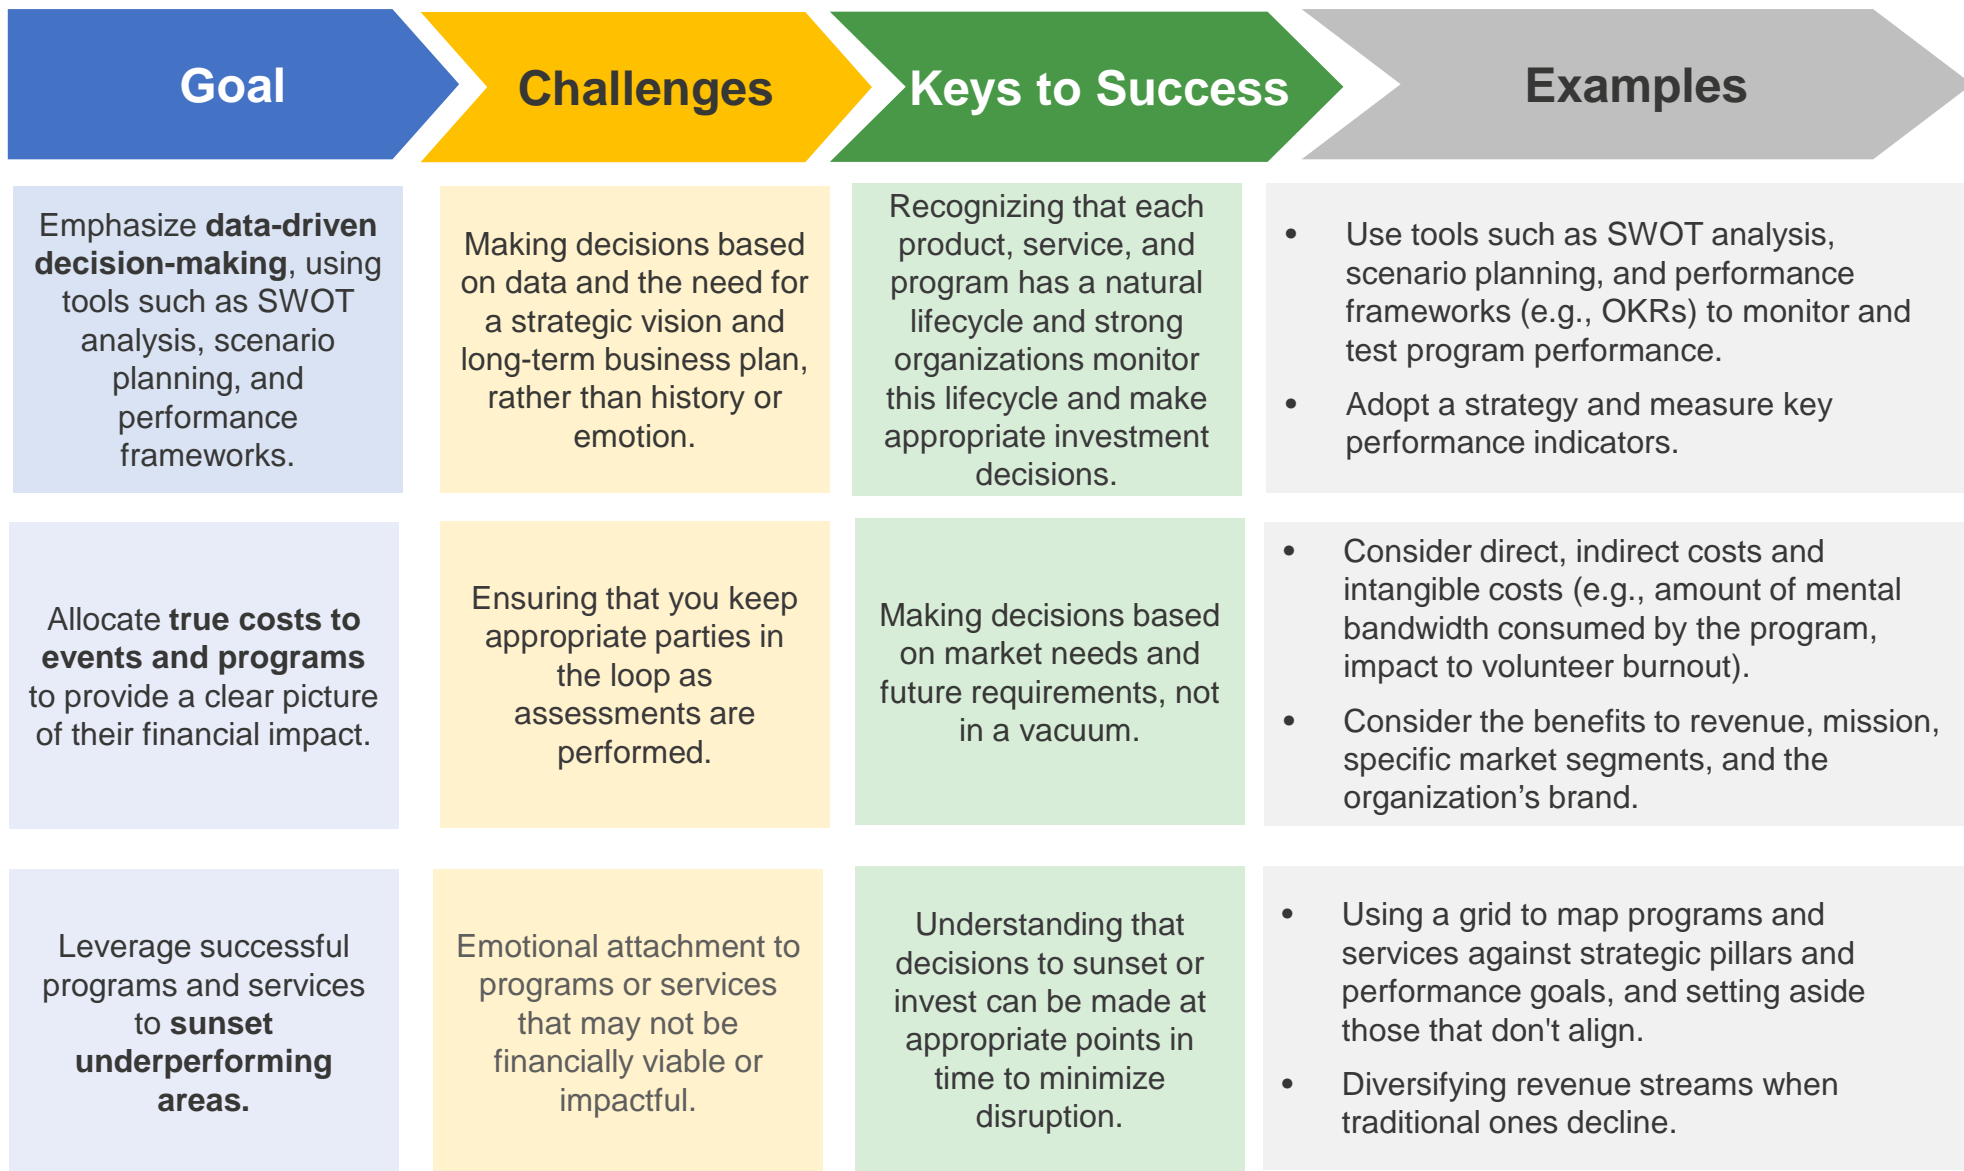 Goal
Challenges
Keys to Success
Examples
Emphasize data-driven
decision-making, using
tools such as SWOT
analysis, scenario
planning, and
performance
frameworks.
Making decisions based
on data and the need for
a strategic vision and
long-term business plan,
rather than history or
emotion.
Recognizing that each
product, service, and
program has a natural
lifecycle and strong
organizations monitor
this lifecycle and make
appropriate investment
decisions.
• Use tools such as SWOT analysis,
scenario planning, and performance
frameworks (e.g., OKRs) to monitor and
test program performance.
• Adopt a strategy and measure key
performance indicators.
Allocate true costs to
events and programs
to provide a clear picture
of their financial impact.
Ensuring that you keep
appropriate parties in
the loop as
assessments are
performed.
Making decisions based
on market needs and
future requirements, not
in a vacuum.
• Consider direct, indirect costs and
intangible costs (e.g., amount of mental
bandwidth consumed by the program,
impact to volunteer burnout).
• Consider the benefits to revenue, mission,
specific market segments, and the
organization’s brand.
Leverage successful
programs and services
to sunset
underperforming
areas.
Emotional attachment to
programs or services
that may not be
financially viable or
impactful.
Understanding that
decisions to sunset or
invest can be made at
appropriate points in
time to minimize
disruption.
• Using a grid to map programs and
services against strategic pillars and
performance goals, and setting aside
those that don't align.
• Diversifying revenue streams when
traditional ones decline.